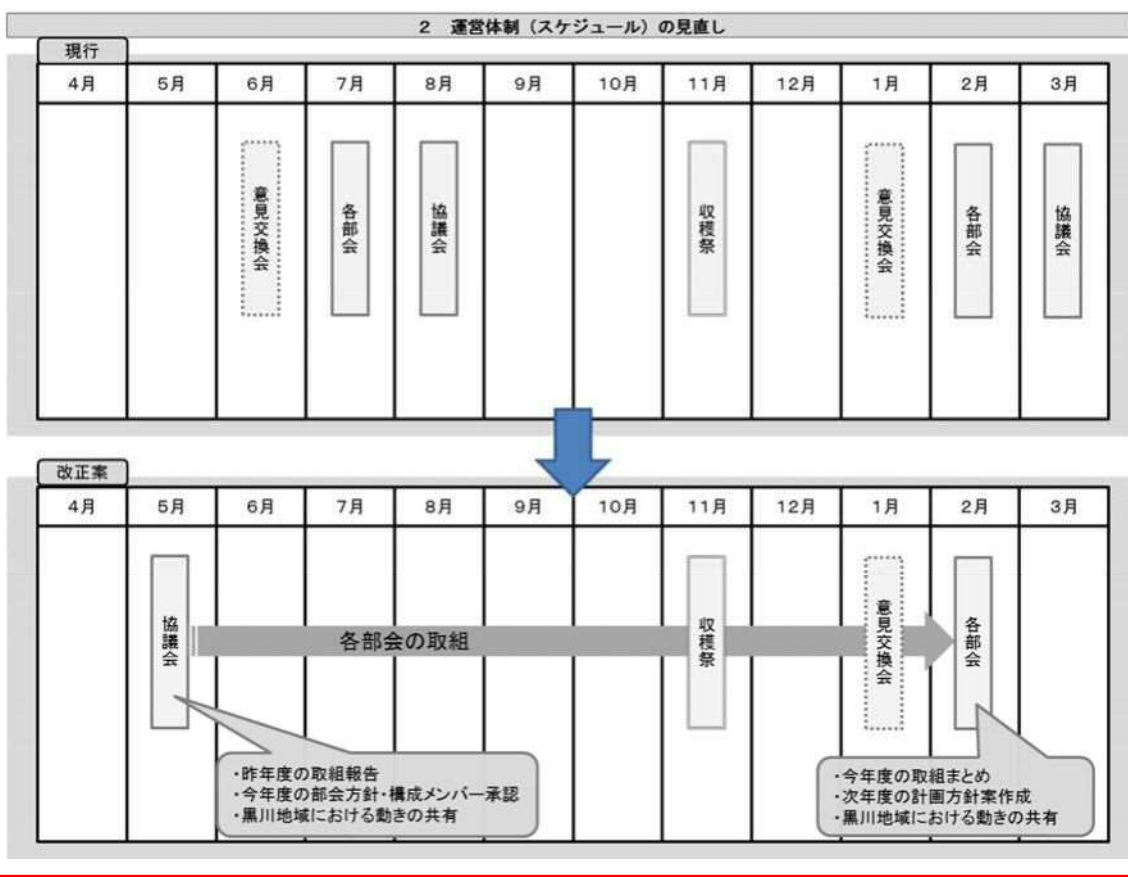 ２　運営体制（スケジュール）の見直し
現行
4月 5月 6月 7月 8月 9月 10月 11月 12月 1月 2月 3月
意見交換会
各部会
協議会
収穫祭
意見交換会
各部会
協議会
改正案
4月 5月 6月 7月 8月 9月 10月 11月 12月 1月 2月 3月
協議会
各部会の取組
収穫祭
意見交換会
各部会
・昨年度の取組報告
・今年度の部会方針・構成メンバー承認
・黒川地域における動きの共有
・今年度の取組まとめ
・次年度の計画方針案作成
・黒川地域における動きの共有